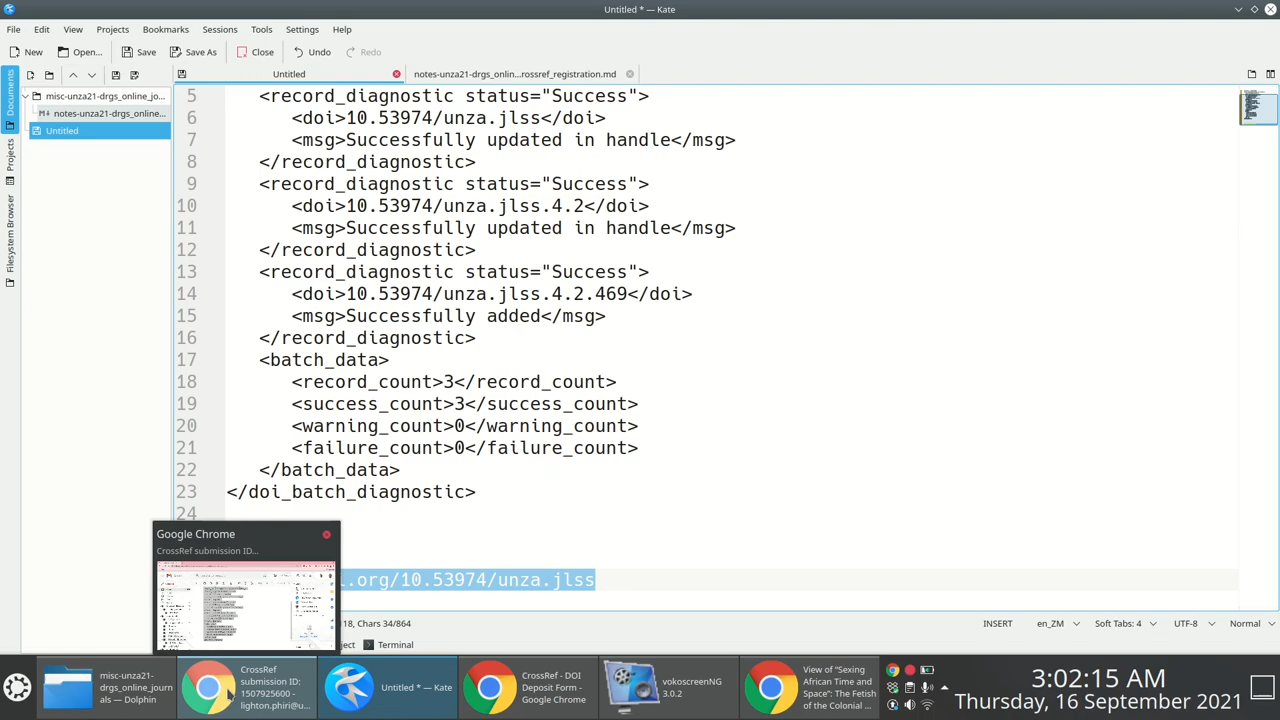 Untitled * — Kate
File Edit View Projects Bookmarks Sessions Tools Settings Help
New Open... Save Save As Close Undo Redo
Untitled notes-unza21-drgs_onlin...rossref_registration.md
Documents
Projects
Filesystem Browser
misc-unza21-drgs_online_jo...
notes-unza21-drgs_online...
Untitled
5 <record_diagnostic status="Success">
6 <doi>10.53974/unza.jlss</doi>
7 <msg>Successfully updated in handle</msg>
8 </record_diagnostic>
9 <record_diagnostic status="Success">
10 <doi>10.53974/unza.jlss.4.2</doi>
11 <msg>Successfully updated in handle</msg>
12 </record_diagnostic>
13 <record_diagnostic status="Success">
14 <doi>10.53974/unza.jlss.4.2.469</doi>
15 <msg>Successfully added</msg>
16 </record_diagnostic>
17 <batch_data>
18 <record_count>3</record_count>
19 <success_count>3</success_count>
20 <warning_count>0</warning_count>
21 <failure_count>0</failure_count>
22 </batch_data>
23 </doi_batch_diagnostic>
24
Google Chrome
CrossRef submission ID...
i.org/10.53974/unza.jlss
18, Chars 34/864 INSERT en_ZM Soft Tabs: 4 UTF-8 Normal
ject Terminal
misc-unza21-
drgs_online_journ
als — Dolphin
CrossRef
submission ID:
1507925600 -
lighton.phiri@u...
Untitled * — Kate
CrossRef - DOI
Deposit Form -
Google Chrome
vokoscreenNG
3.0.2
View of "Sexing
African Time and
Space": The Fetish
of the Colonial ...
3:02:15 AM
Thursday, 16 September 2021